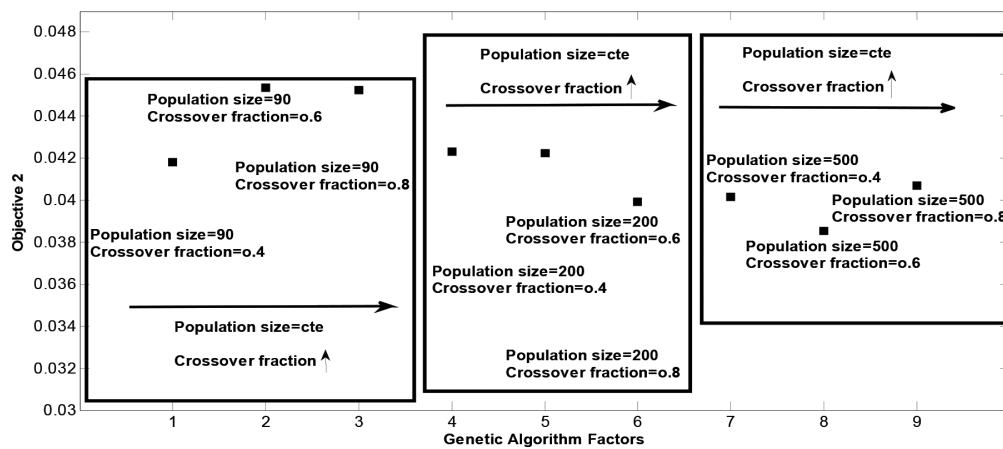 0.048
0.046
0.044
0.042
0.04
0.038
0.036
0.034
0.032
0.03
Objective 2
Population size=90
Crossover fraction=o.6
Population size=90
Crossover fraction=o.8
Population size=90
Crossover fraction=o.4
Population size=cte
Crossover fraction
Population size=cte
Crossover fraction
Population size=200
Crossover fraction=o.6
Population size=200
Crossover fraction=o.4
Population size=200
Crossover fraction=o.8
Population size=cte
Crossover fraction
Population size=500
Crossover fraction=o.4
Population size=500
Crossover fraction=o.8
Population size=500
Crossover fraction=o.6
1 2 3 4 5 6 7 8 9
Genetic Algorithm Factors